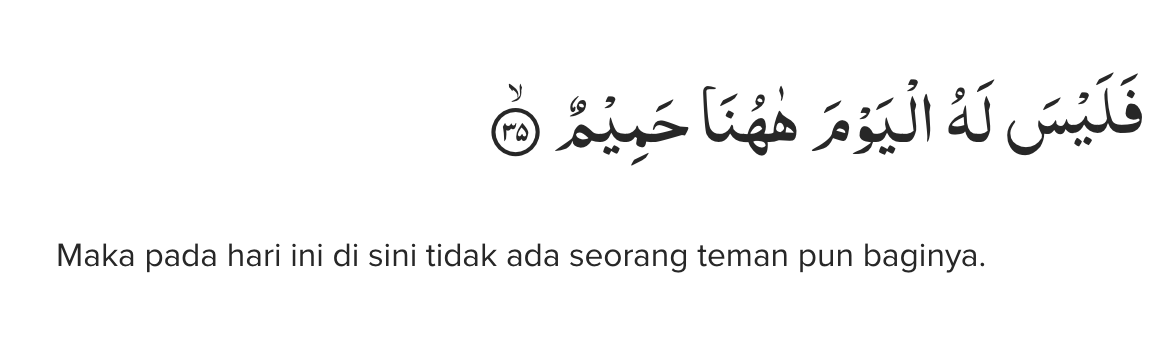 فَلَيْسَ لَهُ الْيَوْمَ هٰهُنَا حَمِيْمٌۙ ٣٥
Maka pada hari ini di sini tidak ada seorang teman pun baginya.